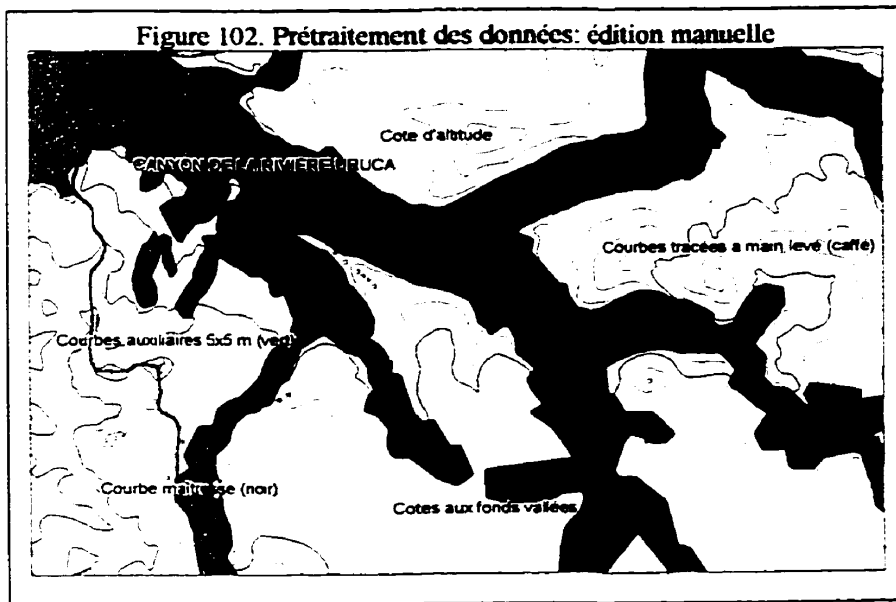 Figure 102. Prétraitement des données: édition manuelle
Cote d'altitude
CANYON DE LA RIVIÈRE URUCA
Courbes tracées a main levé (caffé)
Courbes auxiliaires 5x5 m (vert)
Courbe maîtresse (noir)
Cotes aux fonds vallées